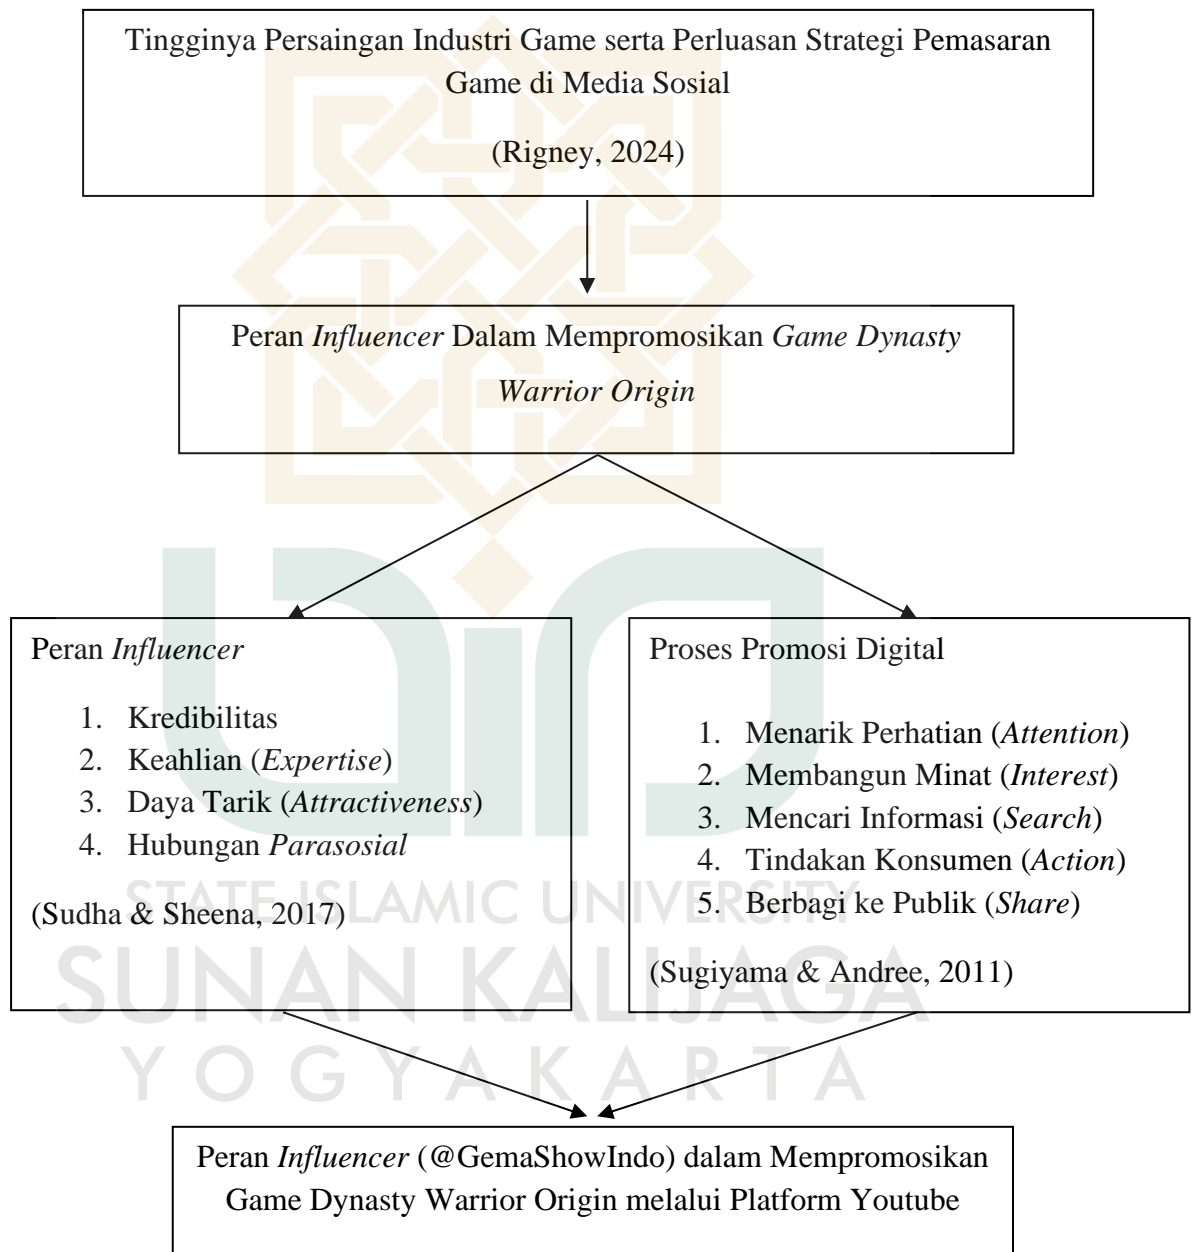 Tingginya Persaingan Industri Game serta Perluasan Strategi Pemasaran
Game di Media Sosial
(Rigney, 2024)
Peran Influencer Dalam Mempromosikan Game Dynasty
Warrior Origin
Peran Influencer
1. Kredibilitas
2. Keahlian (Expertise)
3. Daya Tarik (Attractiveness)
4. Hubungan Parasosial
(Sudha & Sheena, 2017)
Proses Promosi Digital
1. Menarik Perhatian (Attention)
2. Membangun Minat (Interest)
3. Mencari Informasi (Search)
4. Tindakan Konsumen (Action)
5. Berbagi ke Publik (Share)
(Sugiyama & Andree, 2011)
STATE ISLAMIC UNIVERSITY
SUNAN KALIJAGA
YOGYAKARTA
Peran Influencer (@GemaShowIndo) dalam Mempromosikan
Game Dynasty Warrior Origin melalui Platform Youtube